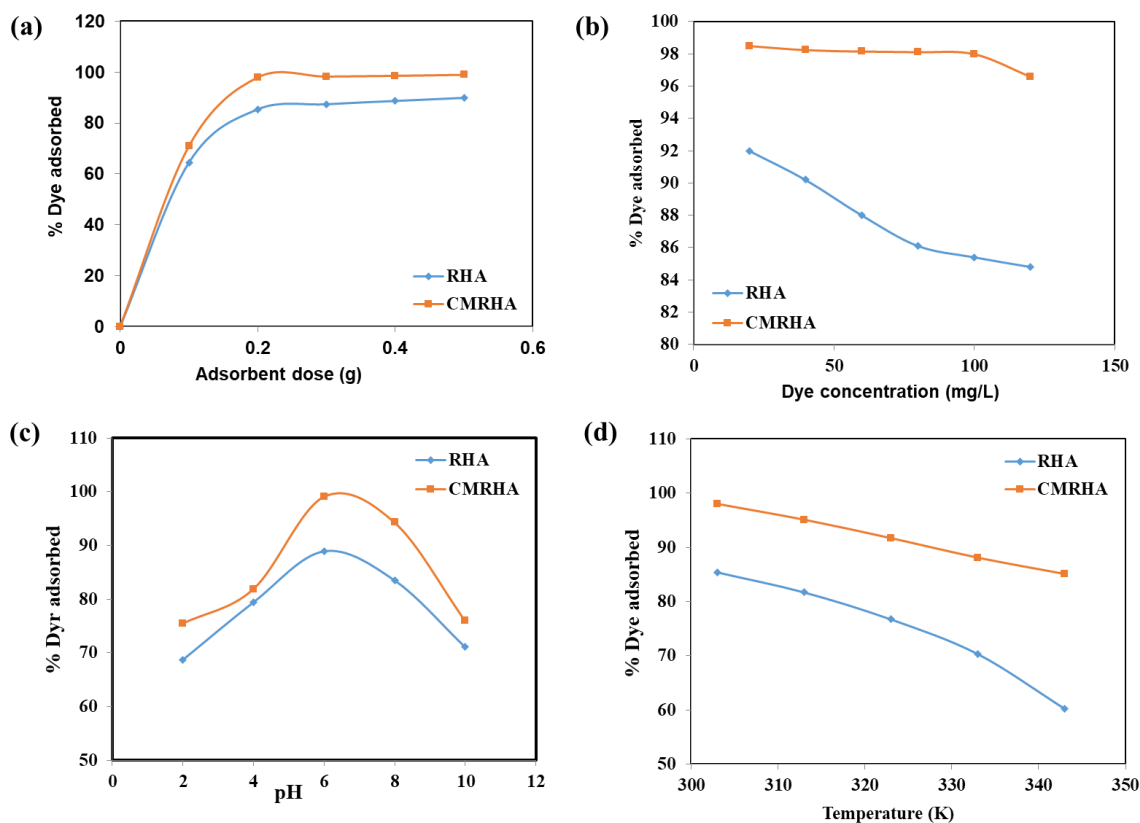 (a)
120
100
80
60
40
20
0
% Dye adsorbed
RHA
CMRHA
0 0.2 0.4 0.6
Adsorbent dose (g)
(b)
100
98
96
94
92
90
88
86
84
82
80
% Dye adsorbed
RHA
CMRHA
0 50 100 150
Dye concentration (mg/L)
(c)
110
100
90
80
70
60
50
% Dyr adsorbed
RHA
CMRHA
0 2 4 6 8 10 12
pH
(d)
110
100
90
80
70
60
50
% Dye adsorbed
RHA
CMRHA
300 310 320 330 340 350
Temperature (K)